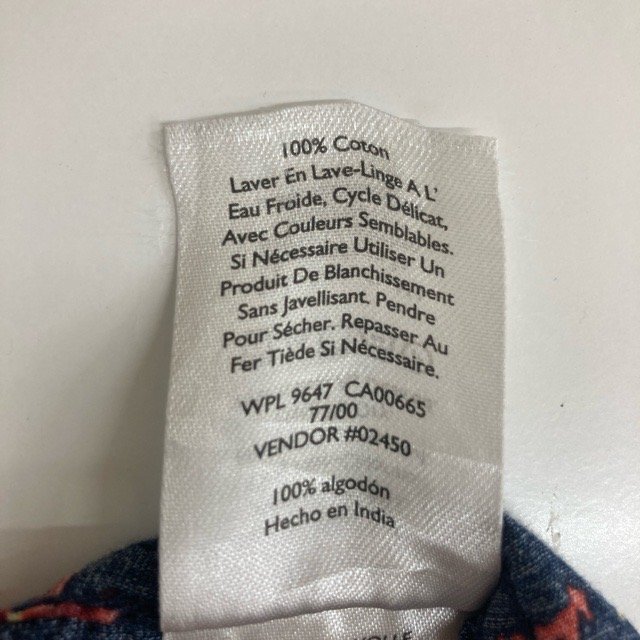 100% Coton
Laver En Lave-Linge A L'
Eau Froide, Cycle Délicat,
Avec Couleurs Semblables.
Si Nécessaire Utiliser Un
Produit De Blanchissement
Sans Javellisant. Pendre
Pour Sécher. Repasser Au
Fer Tiède Si Nécessaire.
WPL 9647 CA00665
77/00
VENDOR #02450
100% algodón
Hecho en India